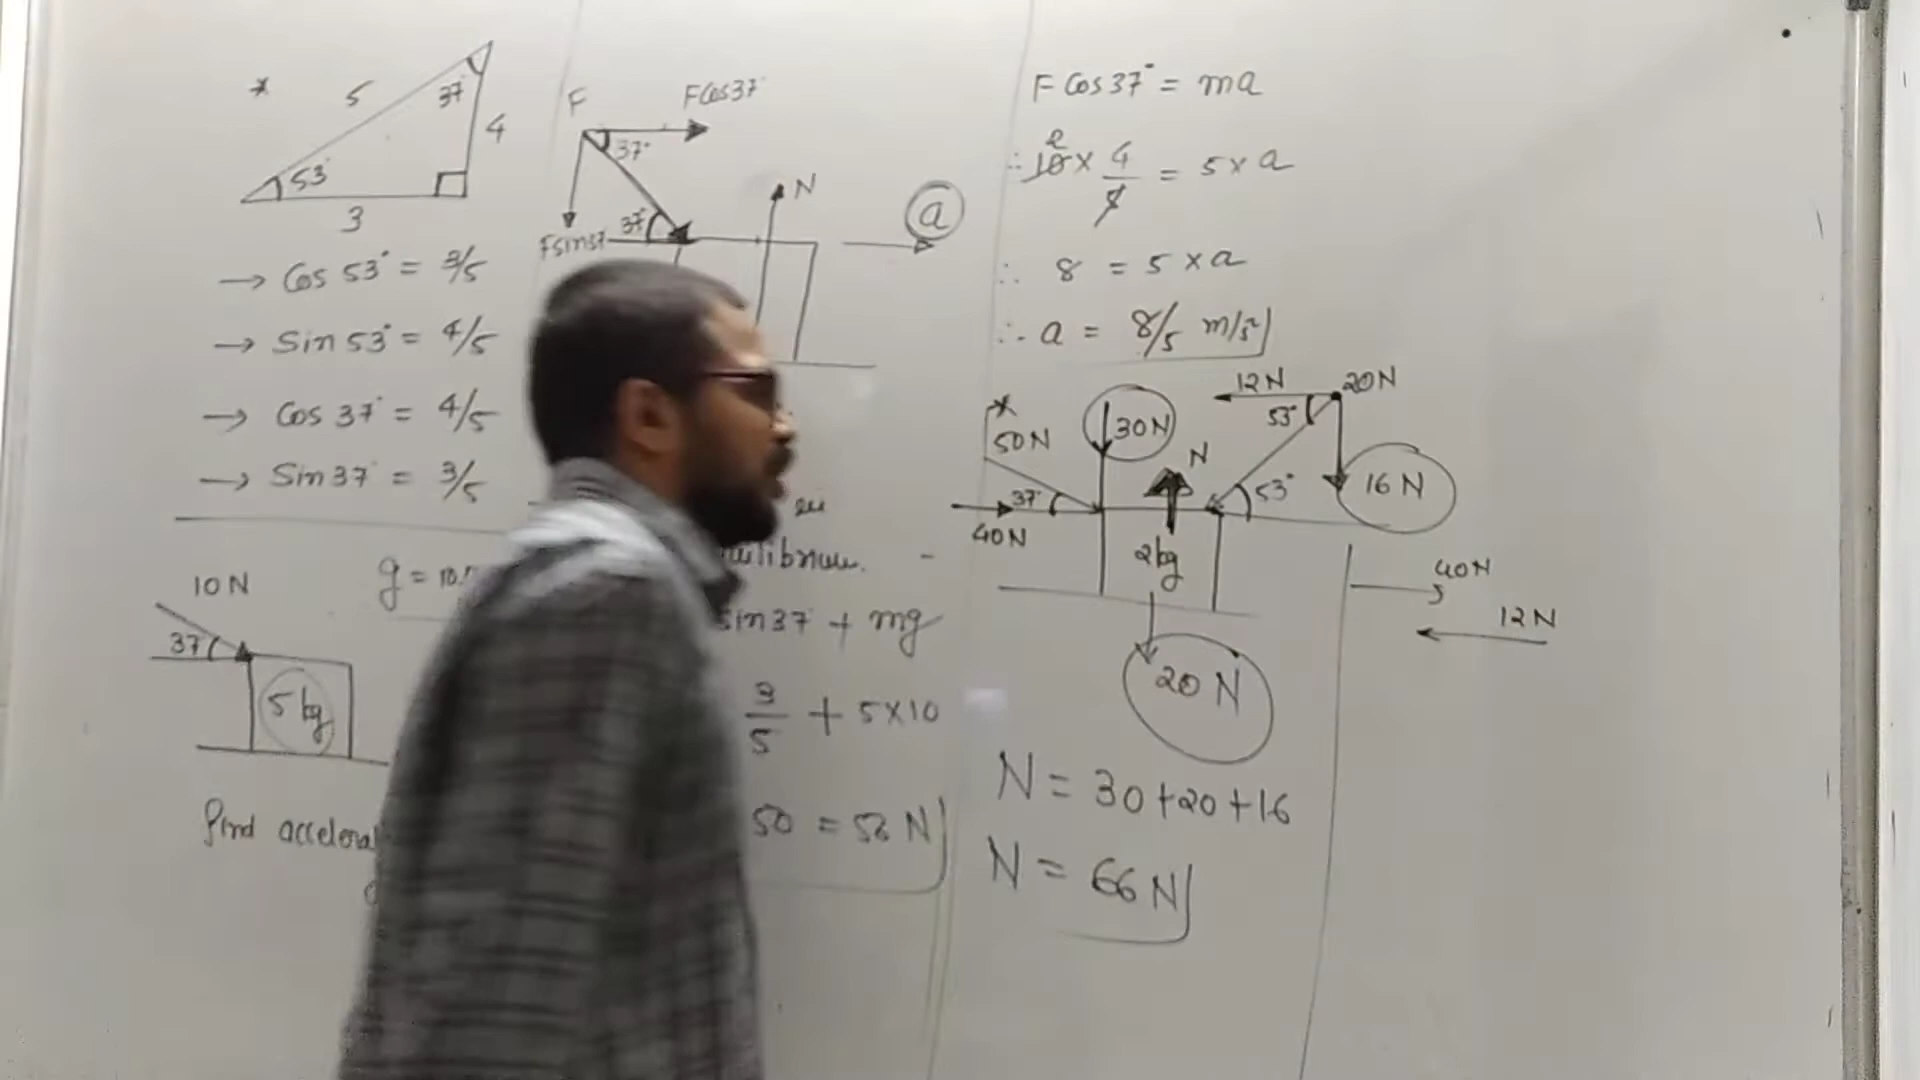 *
5
37°
4
53°
3
→ Cos 53° = 3/5
→ Sin 53° = 4/5
→ Cos 37° = 4/5
→ Sin 37° = 3/5
F
FCos37°
37°
37°
Fsin37
N
a
10 N
37
5 kg
g = 10
Find
sin37 + mg
3/5 + 5×10
50 = 56 N
F Cos 37° = ma
∴ 10 2 × 4/5 = 5 × a
∴ 8 = 5 × a
∴ a = 8/5 m/s²
*
50N
30N
12N
20N
53°
N
16 N
37°
53°
40N
2kg
20 N
40N
12N
N = 30+20+16
N = 66 N